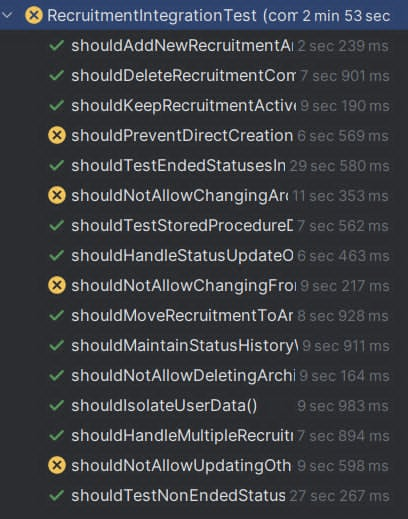 RecruitmentIntegrationTest (com 2 min 53 sec
shouldAddNewRecruitmentA 2 sec 239 ms
shouldDeleteRecruitmentCom 7 sec 901 ms
shouldKeepRecruitmentActive 9 sec 190 ms
shouldPreventDirectCreation 6 sec 569 ms
shouldTestEndedStatusesIn 29 sec 580 ms
shouldNotAllowChangingArc 11 sec 353 ms
shouldTestStoredProcedureD 7 sec 562 ms
shouldHandleStatusUpdateO 6 sec 463 ms
shouldNotAllowChangingFro 9 sec 217 ms
shouldMoveRecruitmentToAr 8 sec 928 ms
shouldMaintainStatusHistoryW 9 sec 911 ms
shouldNotAllowDeletingArchi 9 sec 164 ms
shouldIsolateUserData() 9 sec 983 ms
shouldHandleMultipleRecruitr 7 sec 894 ms
shouldNotAllowUpdatingOth 9 sec 598 ms
shouldTestNonEndedStatus 27 sec 267 ms